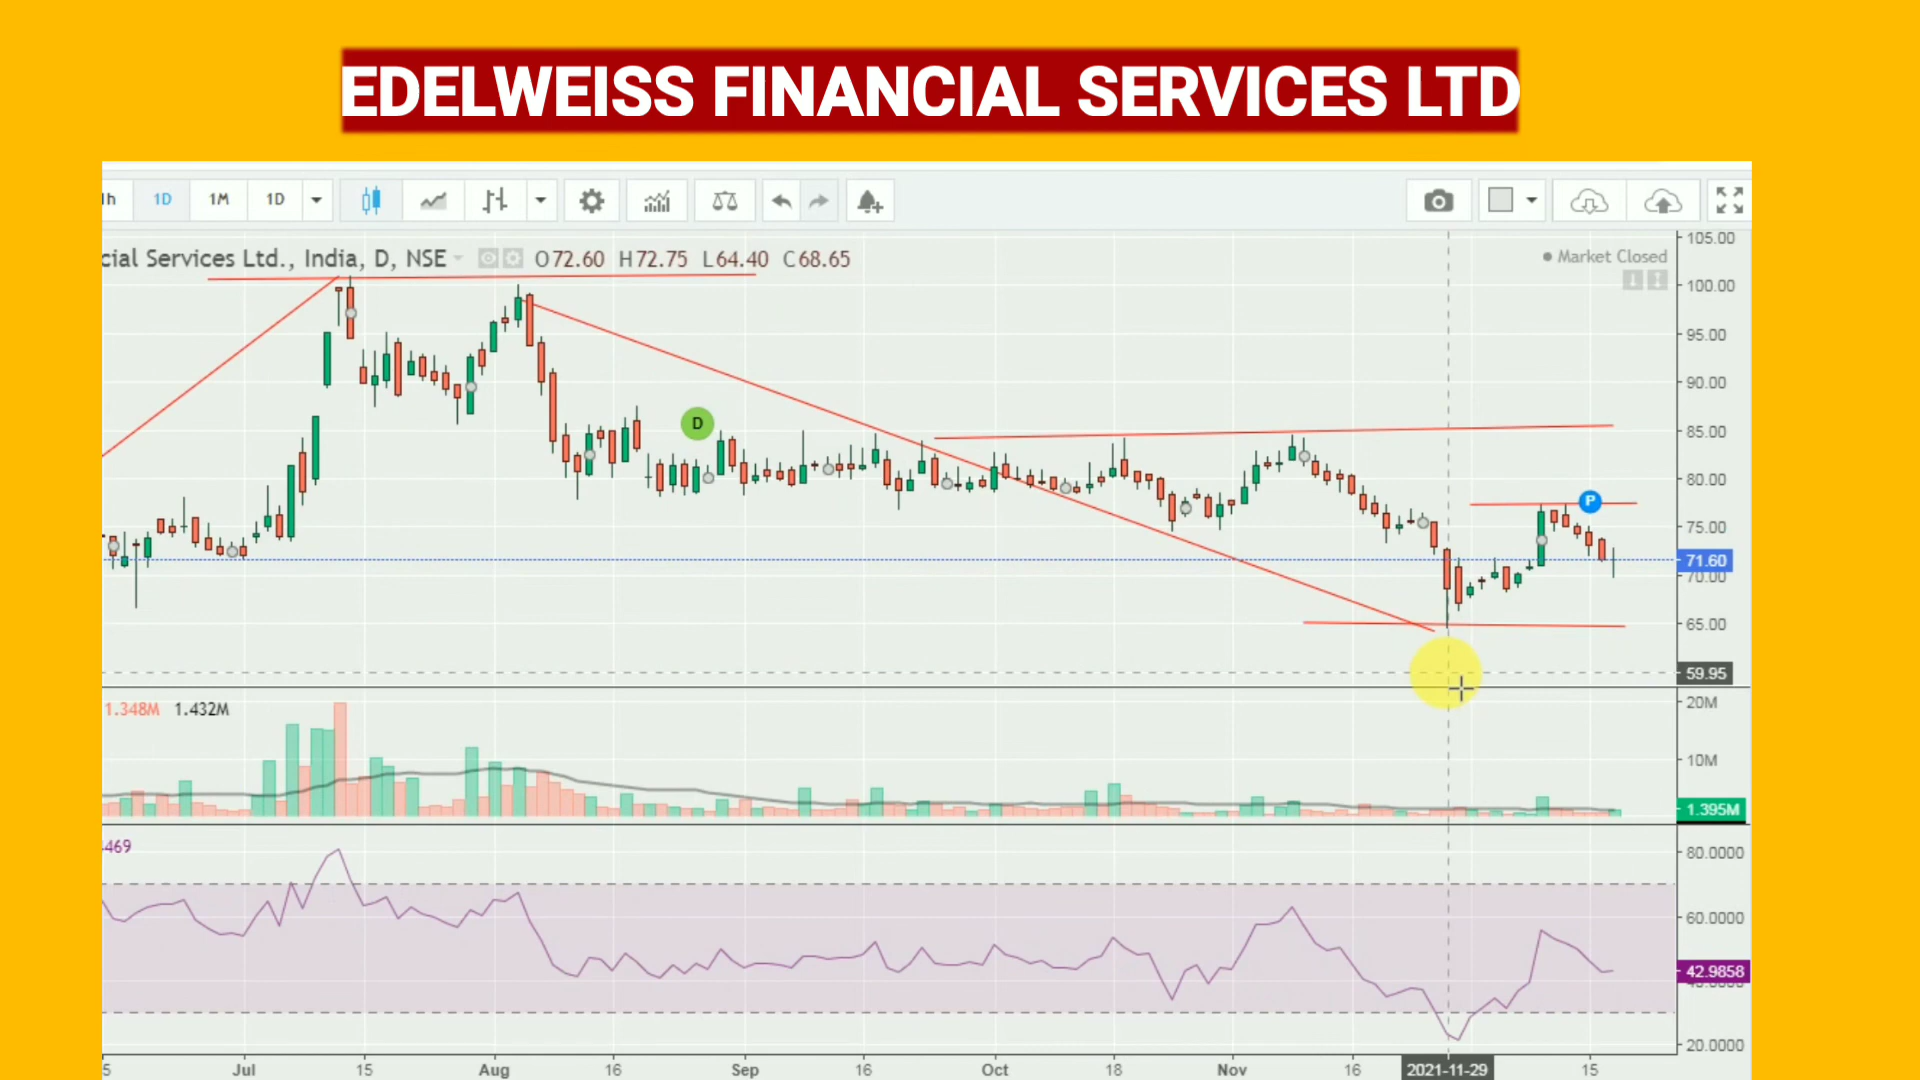 EDELWEISS FINANCIAL SERVICES LTD
1h 1D 1M 1D
cial Services Ltd., India, D, NSE O72.60 H72.75 L64.40 C68.65
Market Closed
105.00
100.00
95.00
90.00
85.00
80.00
75.00
71.60
70.00
65.00
59.95
D
P
1.348M 1.432M
20M
10M
1.395M
.469
80.0000
60.0000
42.9858
20.0000
5 Jul 15 Aug 16 Sep 16 Oct 18 Nov 16 2021-11-29 15